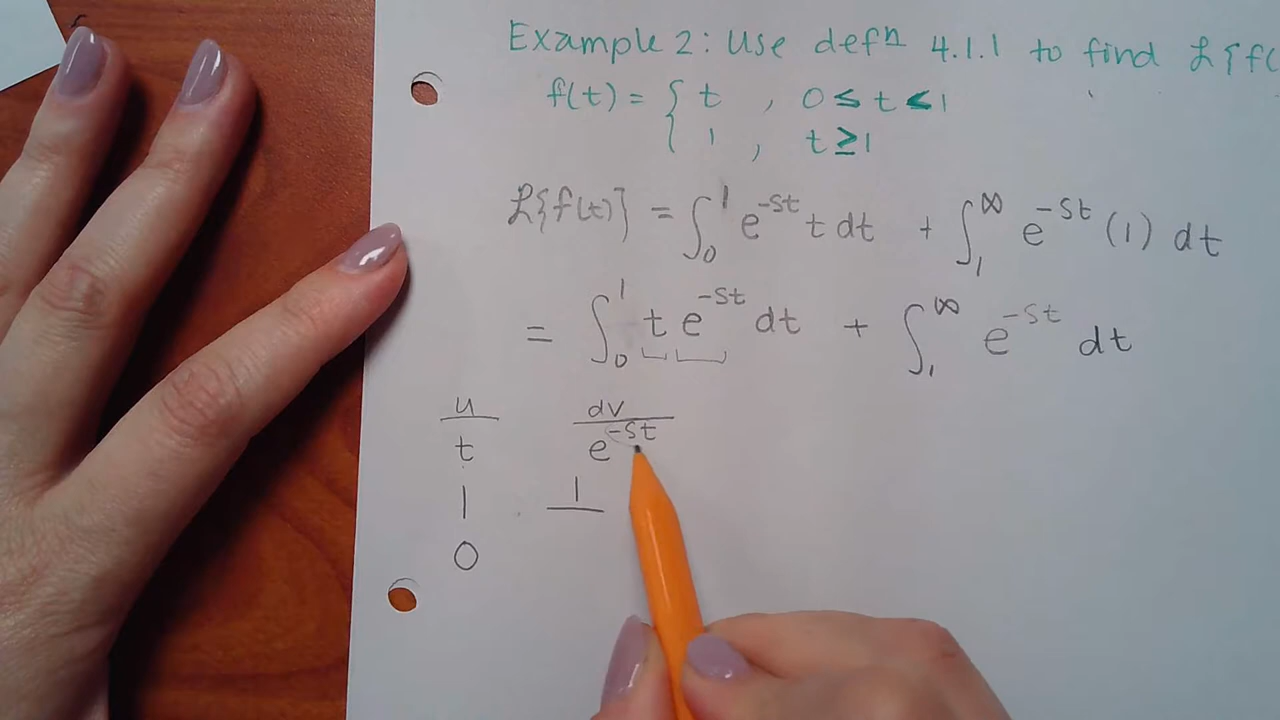 Example 2: Use defⁿ 4.1.1 to find ℒ{f(
f(t) = { t , 0 ≤ t < 1
1 , t ≥ 1
ℒ{f(t)} = ∫₀¹ e^{-st} t dt + ∫₁^∞ e^{-st} (1) dt
= ∫₀¹ t e^{-st} dt + ∫₁^∞ e^{-st} dt
u dv
t e^{-st}
1 1
0